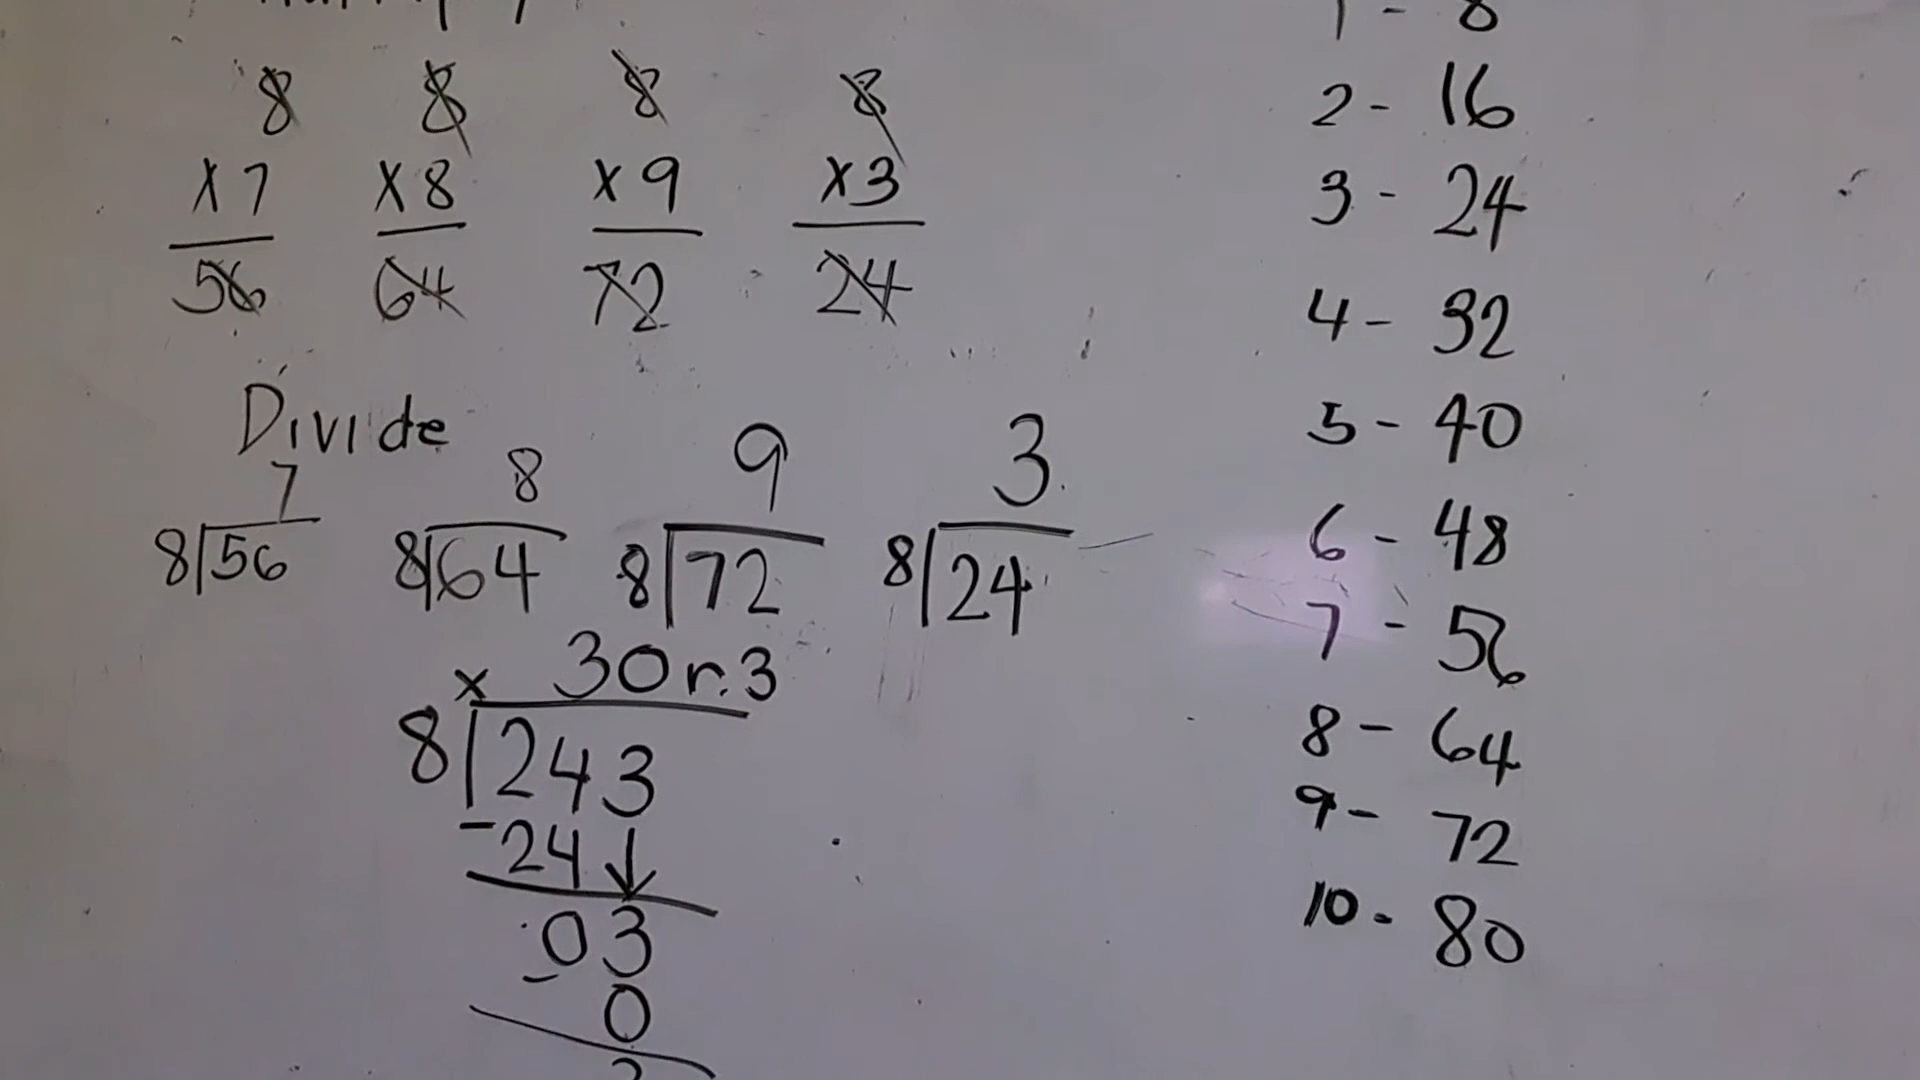 8 8 8 8
x7 x8 x9 x3
56 64 72 24
Divide
7 8 9 3
8)56 8)64 8)72 8)24
x 30 r.3
8)243
-24↓
03
- 0
1 - 8
2 - 16
3 - 24
4 - 32
5 - 40
6 - 48
7 - 56
8 - 64
9 - 72
10 - 80